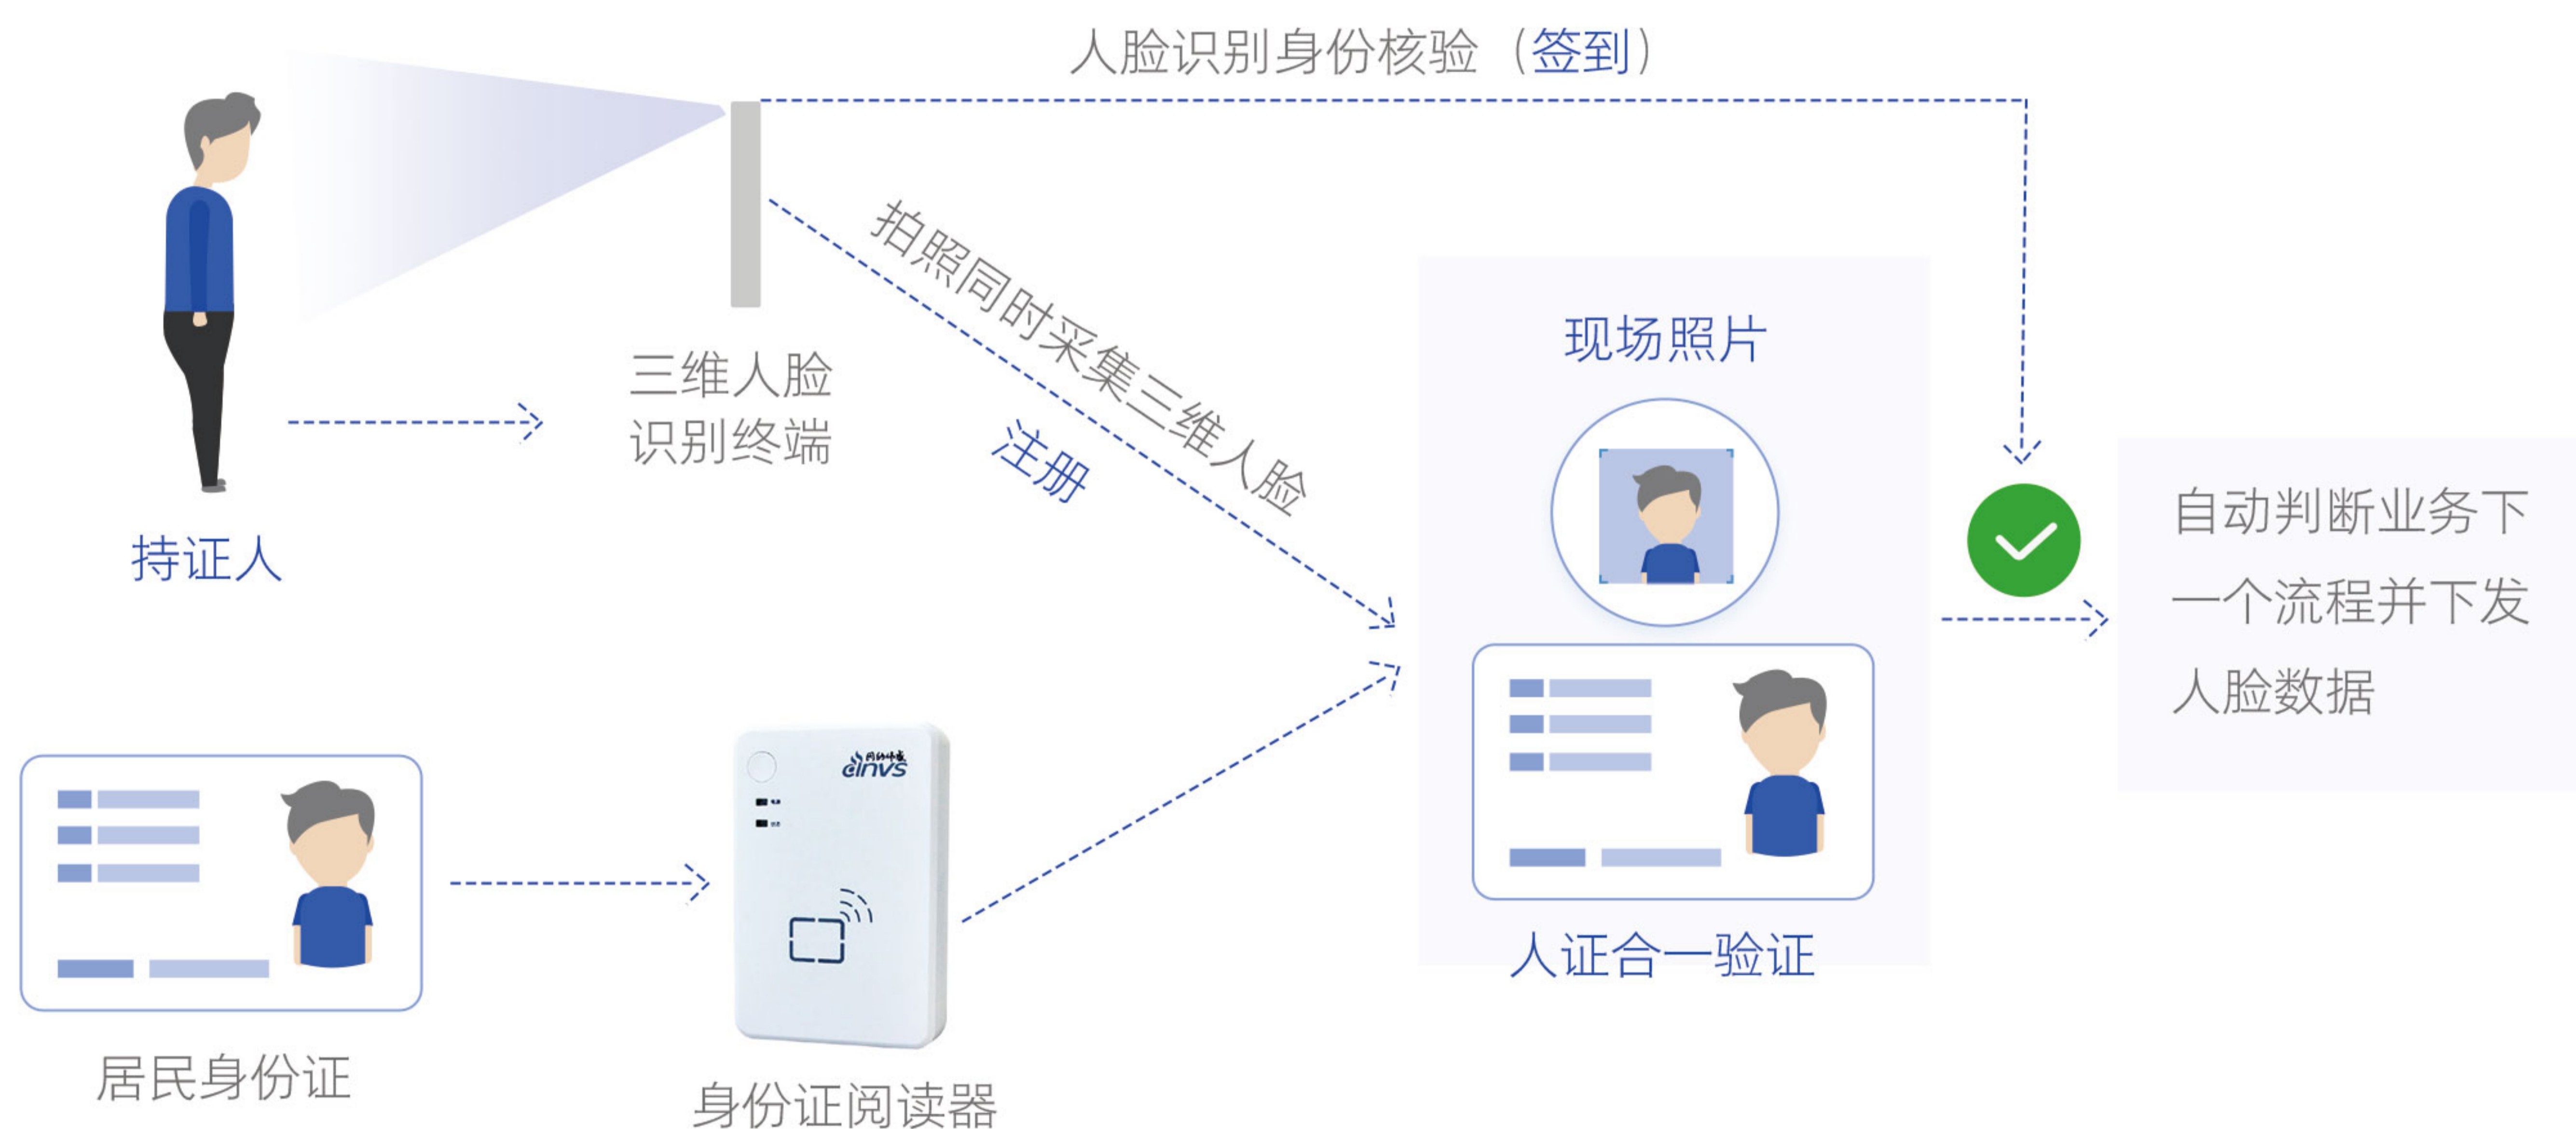 人脸识别身份核验（签到）
拍照同时采集三维人脸
注册
三维人脸
识别终端
持证人
现场照片
自动判断业务下
一个流程并下发
人脸数据
einvs
人证合一验证
居民身份证
身份证阅读器